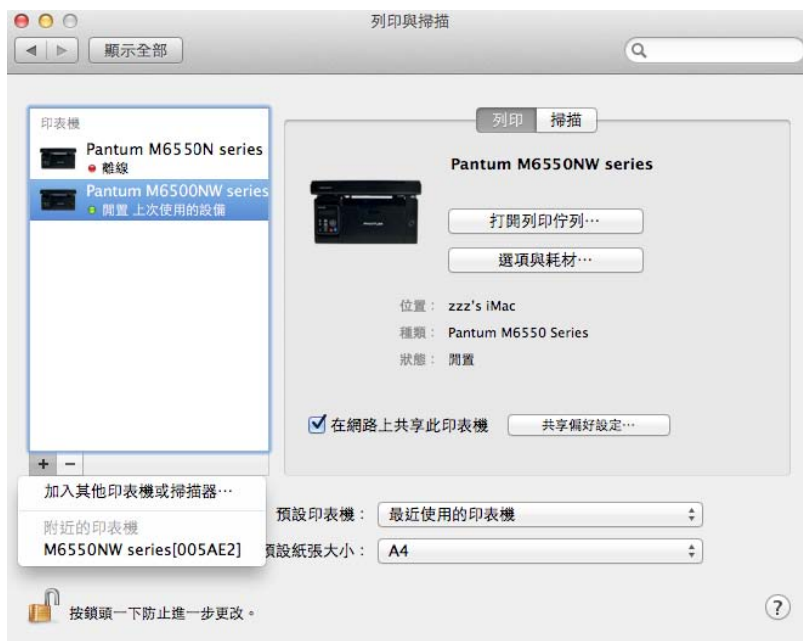 列印與掃描
顯示全部
印表機
Pantum M6550N series
離線
Pantum M6500NW series
閒置 上次使用的設備
列印 掃描
Pantum M6550NW series
打開列印佇列…
選項與耗材…
位置： zzz's iMac
種類： Pantum M6550 Series
狀態： 閒置
在網路上共享此印表機 共享偏好設定…
+ −
加入其他印表機或掃描器…
附近的印表機
M6550NW series[005AE2]
預設印表機： 最近使用的印表機
預設紙張大小： A4
按鎖頭一下防止進一步更改。
?